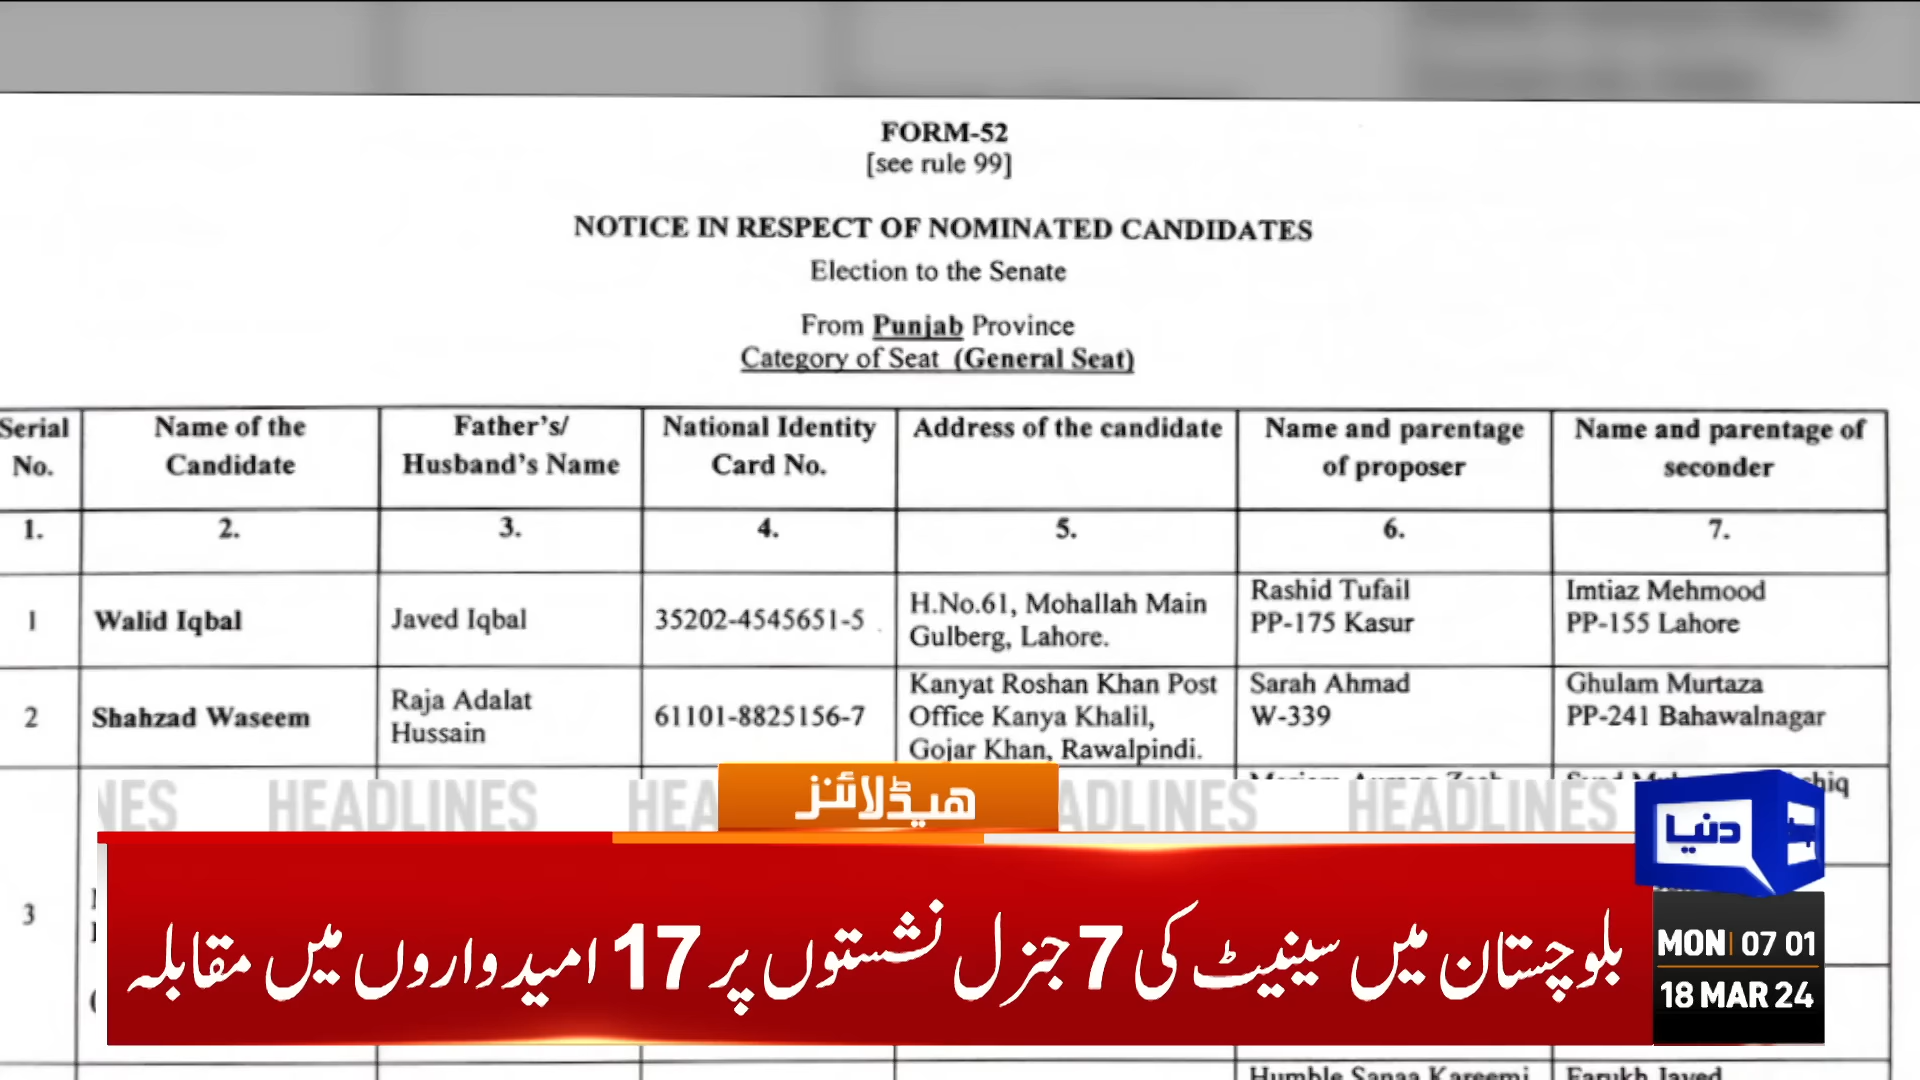 FORM-52
[see rule 99]
NOTICE IN RESPECT OF NOMINATED CANDIDATES
Election to the Senate
From Punjab Province
Category of Seat (General Seat)
Serial No. Name of the Candidate Father's/ Husband's Name National Identity Card No. Address of the candidate Name and parentage of proposer Name and parentage of seconder
1. 2. 3. 4. 5. 6. 7.
1 Walid Iqbal Javed Iqbal 35202-4545651-5 H.No.61, Mohallah Main Gulberg, Lahore. Rashid Tufail PP-175 Kasur Imtiaz Mehmood PP-155 Lahore
2 Shahzad Waseem Raja Adalat Hussain 61101-8825156-7 Kanyat Roshan Khan Post Office Kanya Khalil, Gojar Khan, Rawalpindi. Sarah Ahmad W-339 Ghulam Murtaza PP-241 Bahawalnagar
3
HEADLINES HEADLINES
ہیڈلائنز
دنیا
بلوچستان میں سینیٹ کی 7 جنرل نشستوں پر 17 امیدواروں میں مقابلہ
MON 07 01
18 MAR 24
Humble Sanaa Kareemi Farukh Javed